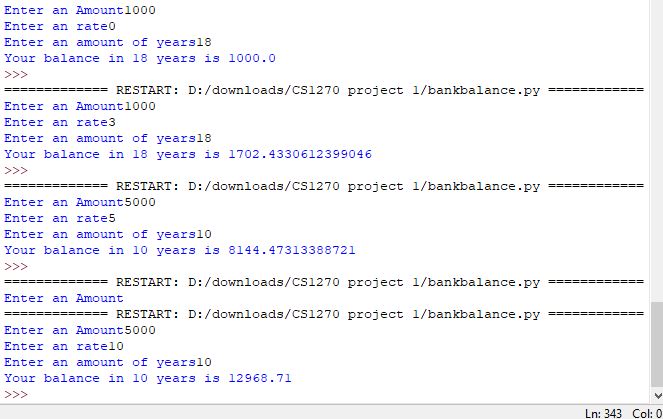 Enter an Amount1000
Enter an rate0
Enter an amount of years18
Your balance in 18 years is 1000.0
>>>
============= RESTART: D:/downloads/CS1270 project 1/bankbalance.py ============
Enter an Amount1000
Enter an rate3
Enter an amount of years18
Your balance in 18 years is 1702.4330612399046
>>>
============= RESTART: D:/downloads/CS1270 project 1/bankbalance.py ============
Enter an Amount5000
Enter an rate5
Enter an amount of years10
Your balance in 10 years is 8144.47313388721
>>>
============= RESTART: D:/downloads/CS1270 project 1/bankbalance.py ============
Enter an Amount
============= RESTART: D:/downloads/CS1270 project 1/bankbalance.py ============
Enter an Amount5000
Enter an rate10
Enter an amount of years10
Your balance in 10 years is 12968.71
>>>
Ln: 343 Col: 0